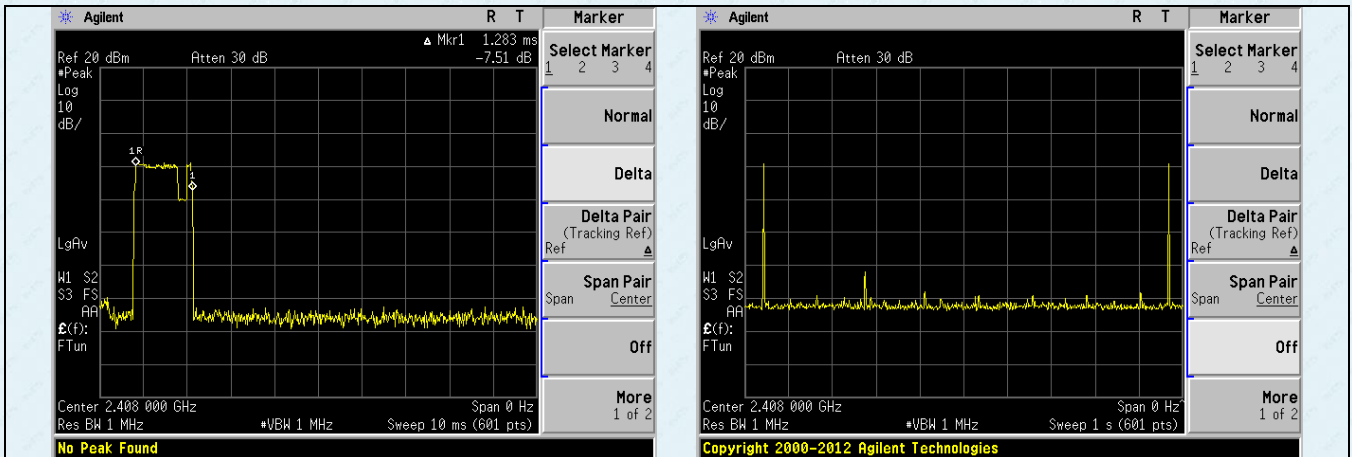 Agilent R T Marker
▵ Mkr1 1.283 ms
Ref 20 dBm Atten 30 dB -7.51 dB
#Peak
Log
10
dB/
1R
1
LgAv
W1 S2
S3 FS
AA
£(f):
FTun
Center 2.408 000 GHz Span 0 Hz
Res BW 1 MHz #VBW 1 MHz Sweep 10 ms (601 pts)
No Peak Found
Select Marker
1 2 3 4
Normal
Delta
Delta Pair
(Tracking Ref)
Ref ▵
Span Pair
Span Center
Off
More
1 of 2
Agilent R T Marker
Ref 20 dBm Atten 30 dB
#Peak
Log
10
dB/
LgAv
W1 S2
S3 FS
AA
£(f):
FTun
Center 2.408 000 GHz Span 0 Hz^
Res BW 1 MHz #VBW 1 MHz Sweep 1 s (601 pts)
Copyright 2000-2012 Agilent Technologies
Select Marker
1 2 3 4
Normal
Delta
Delta Pair
(Tracking Ref)
Ref ▵
Span Pair
Span Center
Off
More
1 of 2